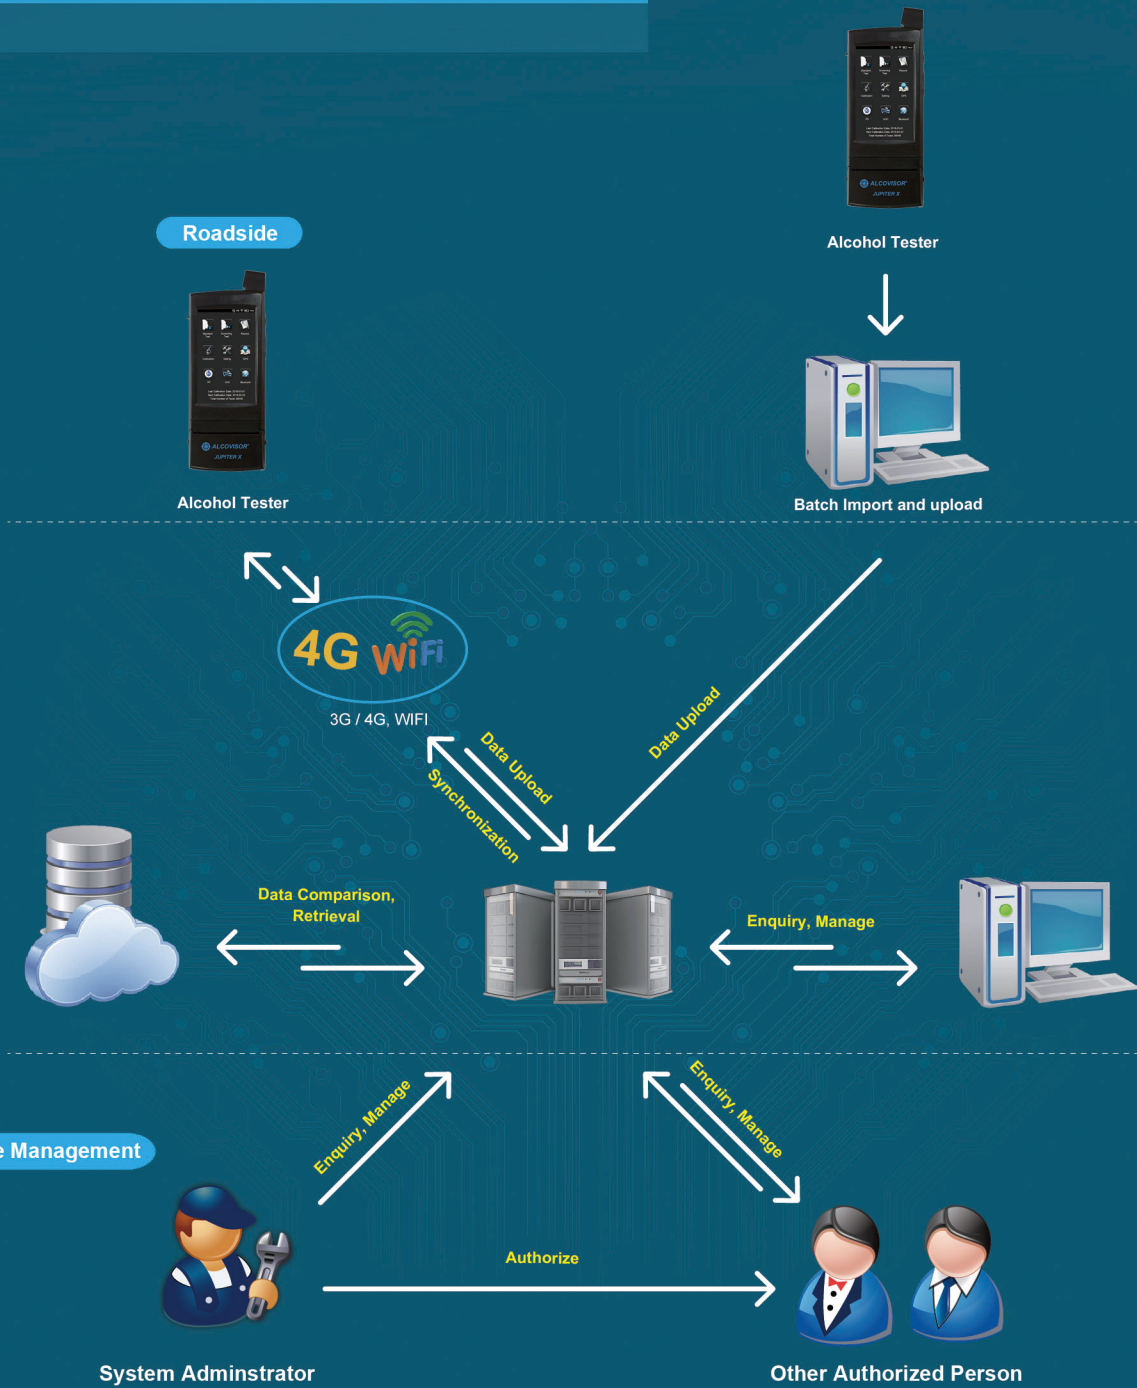 Roadside
ALCOVISOR
JUPITER X
Alcohol Tester
ALCOVISOR
JUPITER X
Alcohol Tester
Batch Import and upload
4G WiFi
3G / 4G, WIFI
Data Upload
Synchronization
Data Upload
Data Comparison,
Retrieval
Enquiry, Manage
Enquiry, Manage
Enquiry, Manage
e Management
Authorize
System Adminstrator
Other Authorized Person